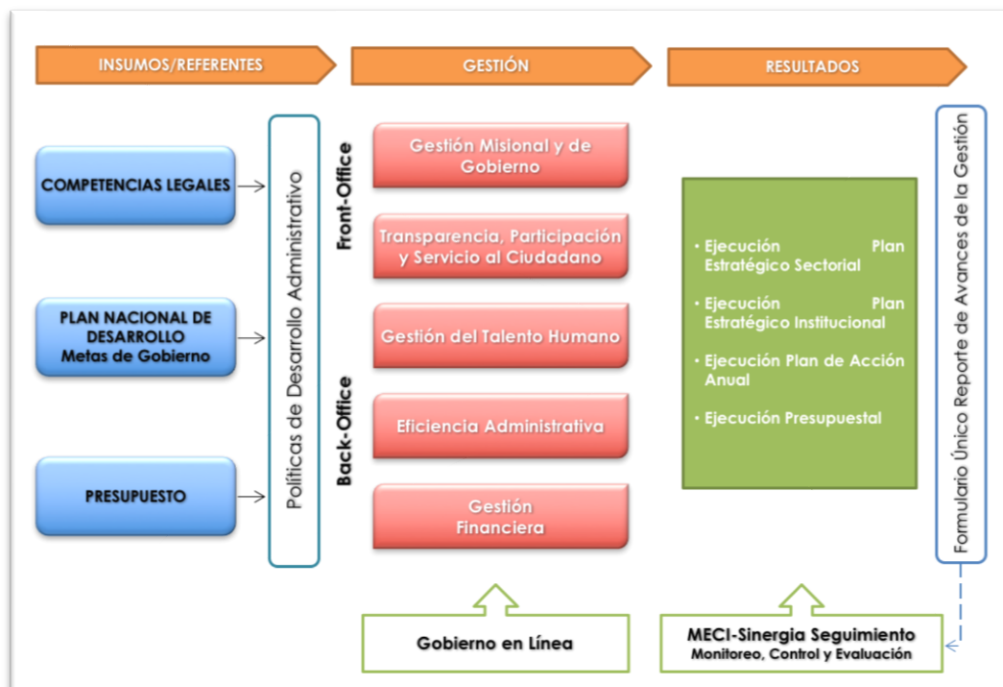 INSUMOS/REFERENTES
GESTIÓN
RESULTADOS
COMPETENCIAS LEGALES
PLAN NACIONAL DE
DESARROLLO
Metas de Gobierno
PRESUPUESTO
Políticas de Desarrollo Administrativo
Front-Office
Back-Office
Gestión Misional y de
Gobierno
Transparencia, Participación
y Servicio al Ciudadano
Gestión del Talento Humano
Eficiencia Administrativa
Gestión
Financiera
• Ejecución Plan
Estratégico Sectorial
• Ejecución Plan
Estratégico Institucional
• Ejecución Plan de Acción
Anual
• Ejecución Presupuestal
Formulario Único Reporte de Avances de la Gestión
Gobierno en Línea
MECI-Sinergia Seguimiento
Monitoreo, Control y Evaluación